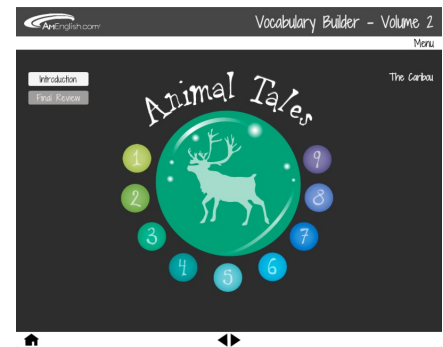 AMEnglish.com
Vocabulary Builder - Volume 2
Menu
Introduction
Final Review
The Caribou
Animal Tales
1
2
3
4
5
6
7
8
9